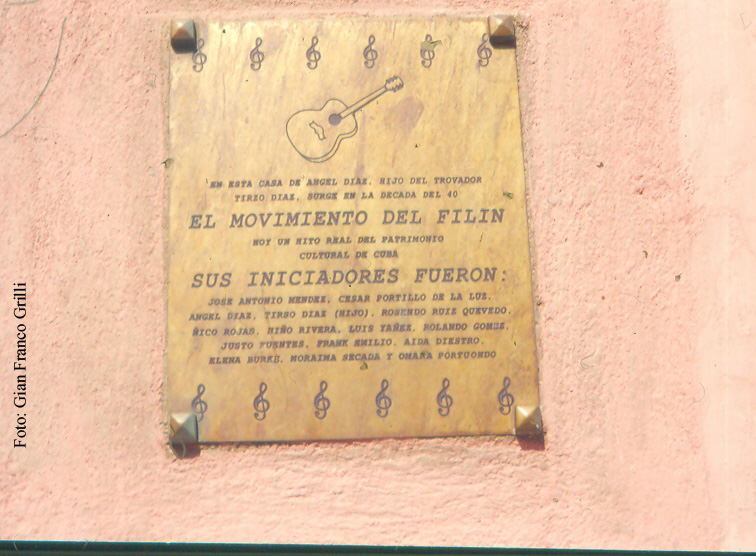 EN ESTA CASA DE ANGEL DIAZ, HIJO DEL TROVADOR
TIRZO DIAZ, SURGE EN LA DECADA DEL 40
EL MOVIMIENTO DEL FILIN
HOY UN HITO REAL DEL PATRIMONIO
CULTURAL DE CUBA
SUS INICIADORES FUERON:
JOSE ANTONIO MENDEZ, CESAR PORTILLO DE LA LUZ,
ANGEL DIAZ, TIRSO DIAZ (HIJO), ROSENDO RUIZ QUEVEDO,
ÑICO ROJAS, NIÑO RIVERA, LUIS YAÑEZ, ROLANDO GOMEZ,
JUSTO FUENTES, FRANK EMILIO, AIDA DIESTRO,
ELENA BURKE, MORAIMA SECADA Y OMARA PORTUONDO
Foto: Gian Franco Grilli